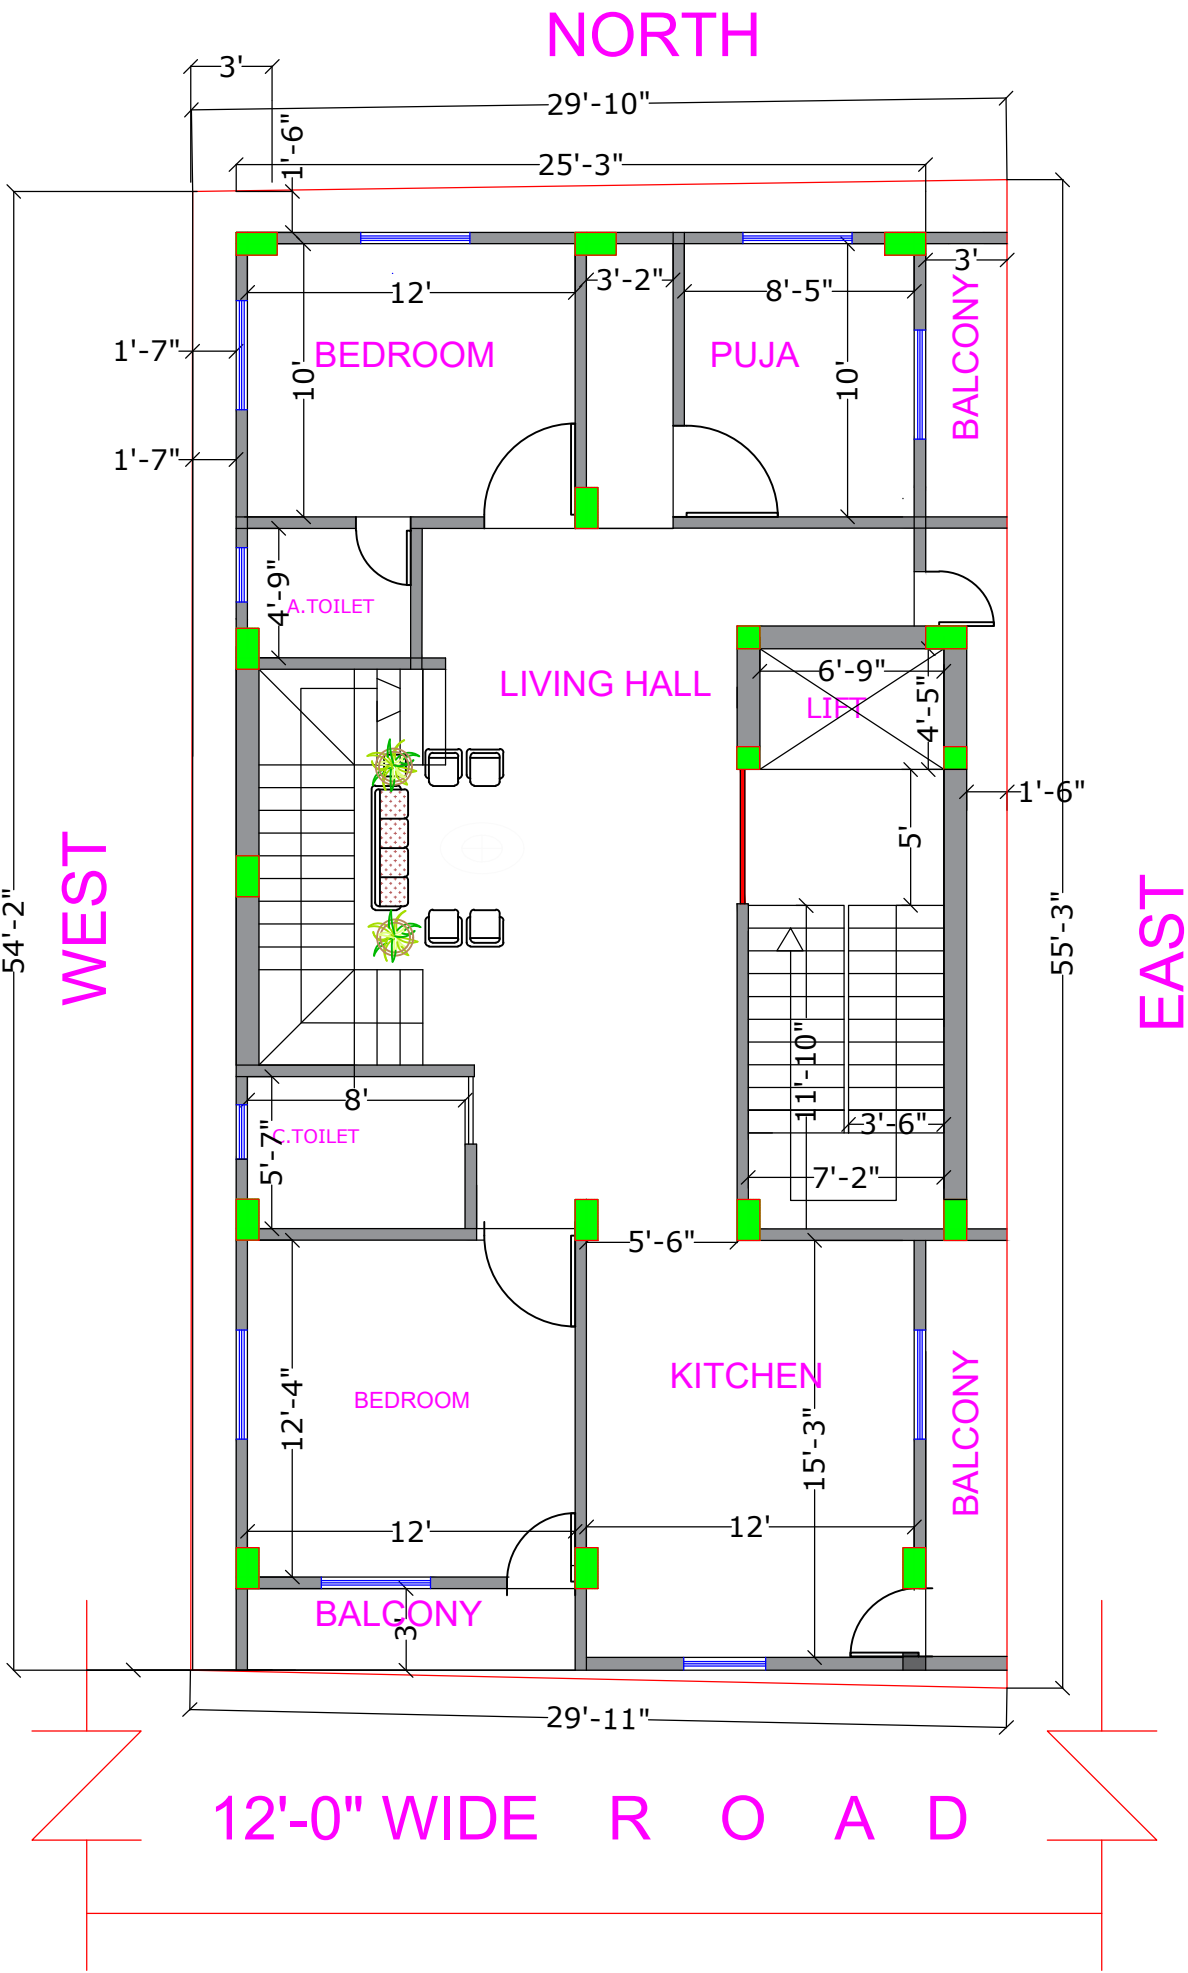 NORTH
3'
29'-10"
1'-6"
25'-3"
3'
3'-2"
12'
8'-5"
BALCONY
1'-7"
BEDROOM
PUJA
10'
10'
1'-7"
4'-9"
A.TOILET
LIVING HALL
6'-9"
LIFT
4'-5"
1'-6"
5'
WEST
54'-2"
55'-3"
EAST
11'-10"
8'
3'-6"
C.TOILET
5'-7"
7'-2"
5'-6"
KITCHEN
BEDROOM
12'-4"
15'-3"
BALCONY
12'
12'
BALCONY
3'
29'-11"
12'-0" WIDE R O A D